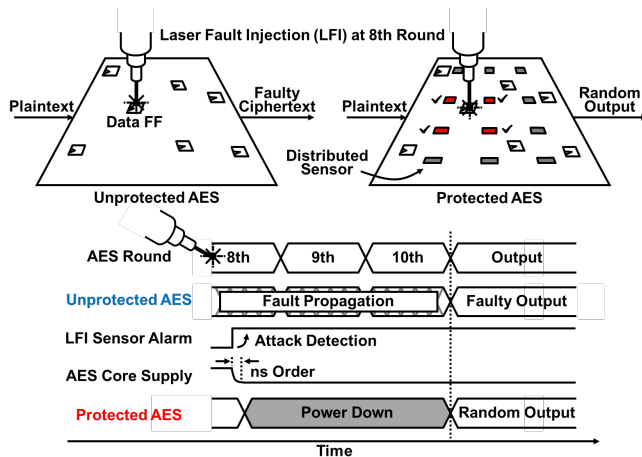 Laser Fault Injection (LFI) at 8th Round
Plaintext
Data FF
Faulty
Ciphertext
Unprotected AES
Plaintext
Distributed
Sensor
Random
Output
Protected AES
AES Round
8th
9th
10th
Output
Unprotected AES
Fault Propagation
Faulty Output
LFI Sensor Alarm
Attack Detection
AES Core Supply
ns Order
Protected AES
Power Down
Random Output
Time